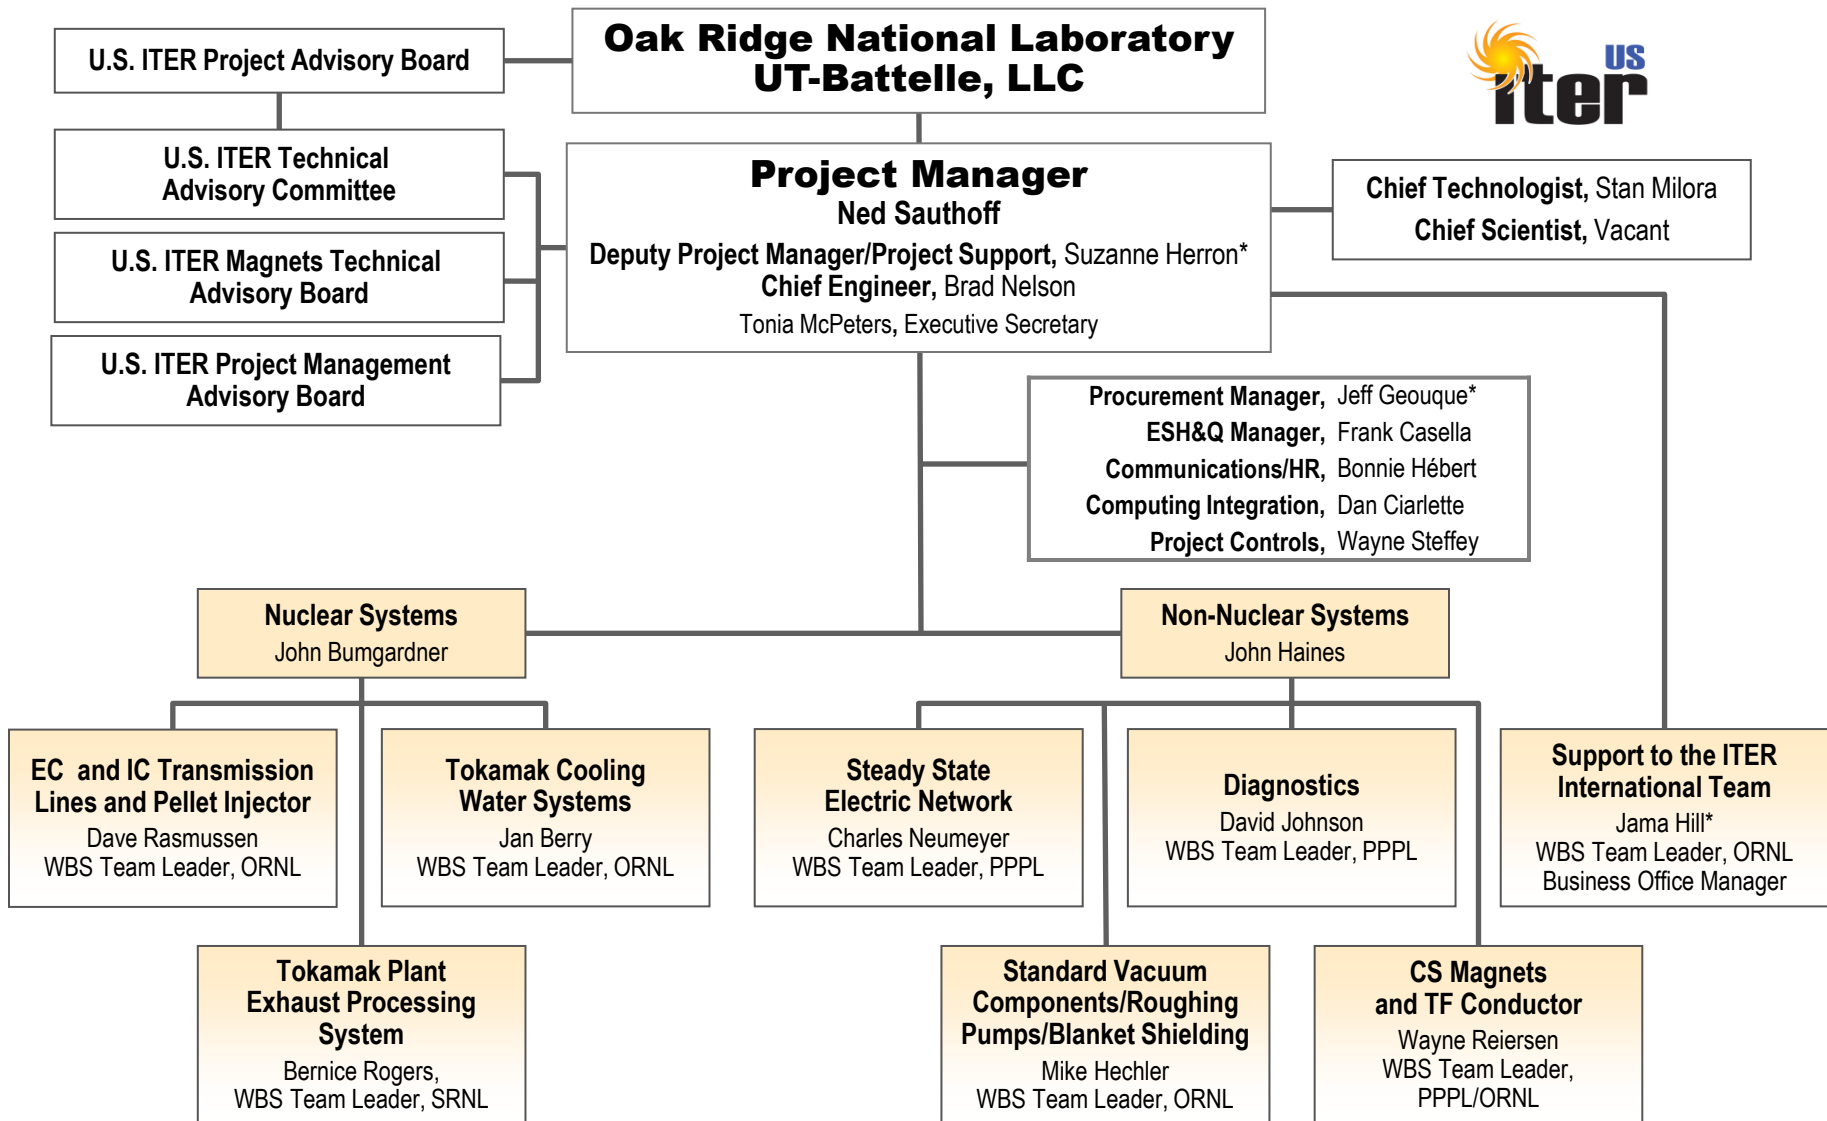 Oak Ridge National Laboratory
UT-Battelle, LLC
U.S. ITER Project Advisory Board
US
iter
U.S. ITER Technical
Advisory Committee
U.S. ITER Magnets Technical
Advisory Board
U.S. ITER Project Management
Advisory Board
Project Manager
Ned Sauthoff
Deputy Project Manager/Project Support, Suzanne Herron*
Chief Engineer, Brad Nelson
Tonia McPeters, Executive Secretary
Chief Technologist, Stan Milora
Chief Scientist, Vacant
Procurement Manager, Jeff Geouque*
ESH&Q Manager, Frank Casella
Communications/HR, Bonnie Hébert
Computing Integration, Dan Ciarlette
Project Controls, Wayne Steffey
Nuclear Systems
John Bumgardner
Non-Nuclear Systems
John Haines
EC and IC Transmission
Lines and Pellet Injector
Dave Rasmussen
WBS Team Leader, ORNL
Tokamak Cooling
Water Systems
Jan Berry
WBS Team Leader, ORNL
Steady State
Electric Network
Charles Neumeyer
WBS Team Leader, PPPL
Diagnostics
David Johnson
WBS Team Leader, PPPL
Support to the ITER
International Team
Jama Hill*
WBS Team Leader, ORNL
Business Office Manager
Tokamak Plant
Exhaust Processing
System
Bernice Rogers,
WBS Team Leader, SRNL
Standard Vacuum
Components/Roughing
Pumps/Blanket Shielding
Mike Hechler
WBS Team Leader, ORNL
CS Magnets
and TF Conductor
Wayne Reiersen
WBS Team Leader,
PPPL/ORNL